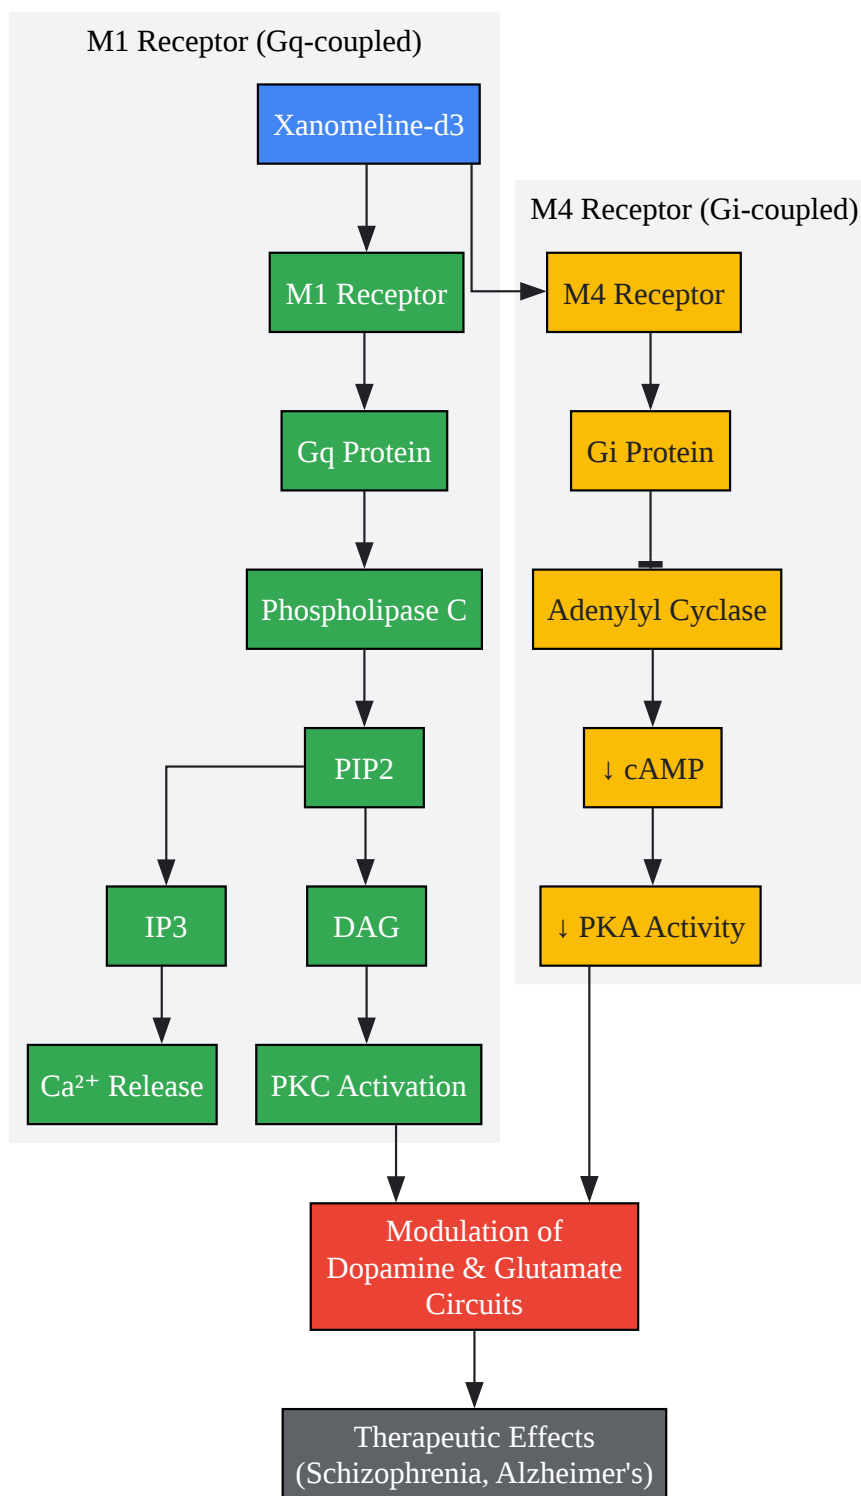 M1 Receptor (Gq-coupled)
Xanomeline-d3
M4 Receptor (Gi-coupled)
M1 Receptor
M4 Receptor
Gq Protein
Gi Protein
Phospholipase C
Adenylyl Cyclase
PIP2
↓ cAMP
IP3
DAG
↓ PKA Activity
Ca²⁺ Release
PKC Activation
Modulation of
Dopamine & Glutamate
Circuits
Therapeutic Effects
(Schizophrenia, Alzheimer's)